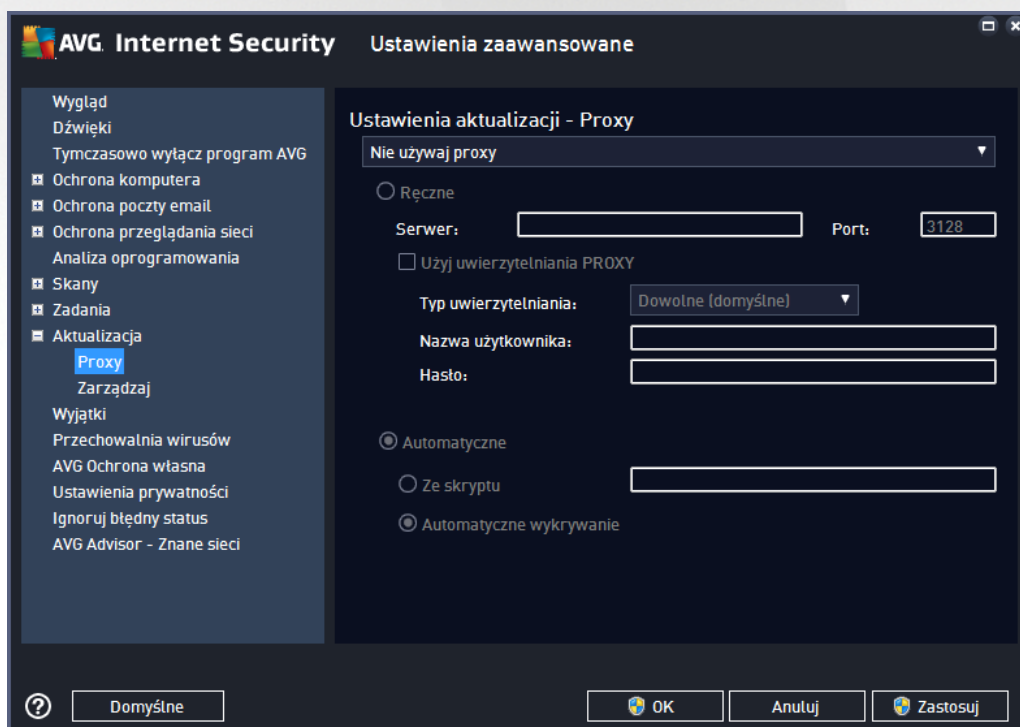 AVG. Internet Security Ustawienia zaawansowane
Wygląd
Dźwięki
Tymczasowo wyłącz program AVG
Ochrona komputera
Ochrona poczty email
Ochrona przeglądania sieci
Analiza oprogramowania
Skany
Zadania
Aktualizacja
Proxy
Zarządzaj
Wyjątki
Przechowalnia wirusów
AVG Ochrona własna
Ustawienia prywatności
Ignoruj błędny status
AVG Advisor - Znane sieci
Ustawienia aktualizacji - Proxy
Nie używaj proxy
Ręczne
Serwer: Port: 3128
Użyj uwierzytelniania PROXY
Typ uwierzytelniania: Dowolne (domyślne)
Nazwa użytkownika:
Hasło:
Automatyczne
Ze skryptu
Automatyczne wykrywanie
? Domyślne OK Anuluj Zastosuj